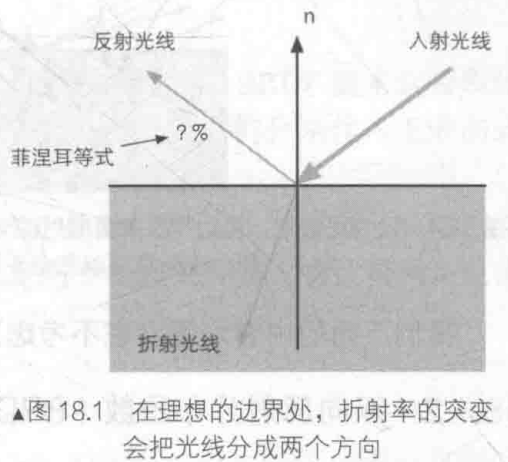 n
反射光线
入射光线
?%
菲涅耳等式
折射光线
▲图18.1 在理想的边界处，折射率的突变
会把光线分成两个方向